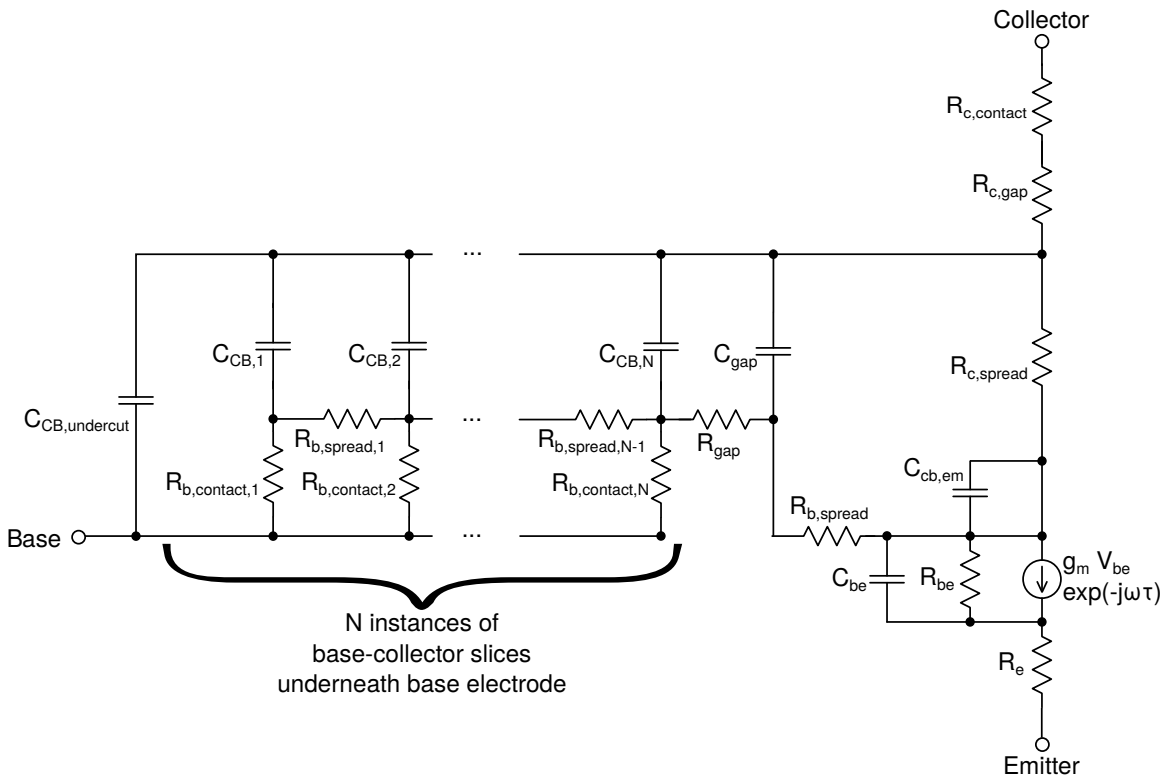 Collector
R_c,contact
R_c,gap
...
C_CB,1
C_CB,2
C_CB,N
C_gap
R_c,spread
C_CB,undercut
...
R_b,spread,1
R_b,spread,N-1
R_gap
R_b,contact,1
R_b,contact,2
R_b,contact,N
C_cb,em
R_b,spread
Base
...
C_be
R_be
g_m V_be
exp(-jωτ)
N instances of
base-collector slices
underneath base electrode
R_e
Emitter